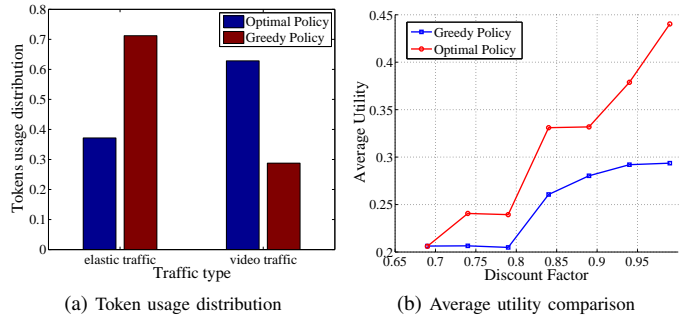 0.8
0.7
0.6
0.5
0.4
0.3
0.2
0.1
0
Tokens usage distribution
Optimal Policy
Greedy Policy
elastic traffic
video traffic
Traffic type
(a) Token usage distribution
0.45
0.4
0.35
0.3
0.25
0.2
Average Utility
Greedy Policy
Optimal Policy
0.65
0.7
0.75
0.8
0.85
0.9
0.95
Discount Factor
(b) Average utility comparison